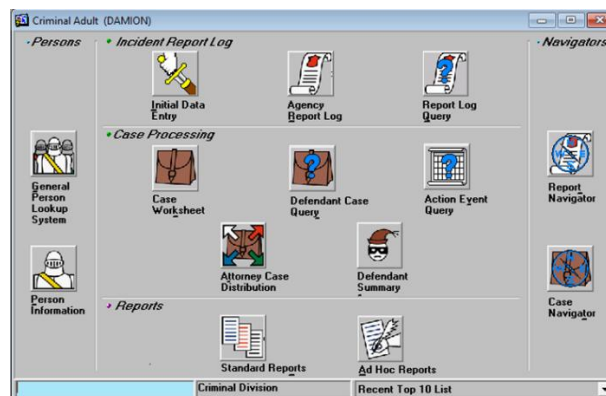 Criminal Adult (DAMION)
Persons
Incident Report Log
Navigators
Initial Data
Entry
Agency
Report Log
Report Log
Query
General
Person
Lookup
System
Case Processing
Case
Worksheet
Defendant Case
Query
Action Event
Query
Report
Navigator
Attorney Case
Distribution
Defendant
Summary
Person
Information
Case
Navigator
Reports
Standard Reports
Ad Hoc Reports
Criminal Division
Recent Top 10 List